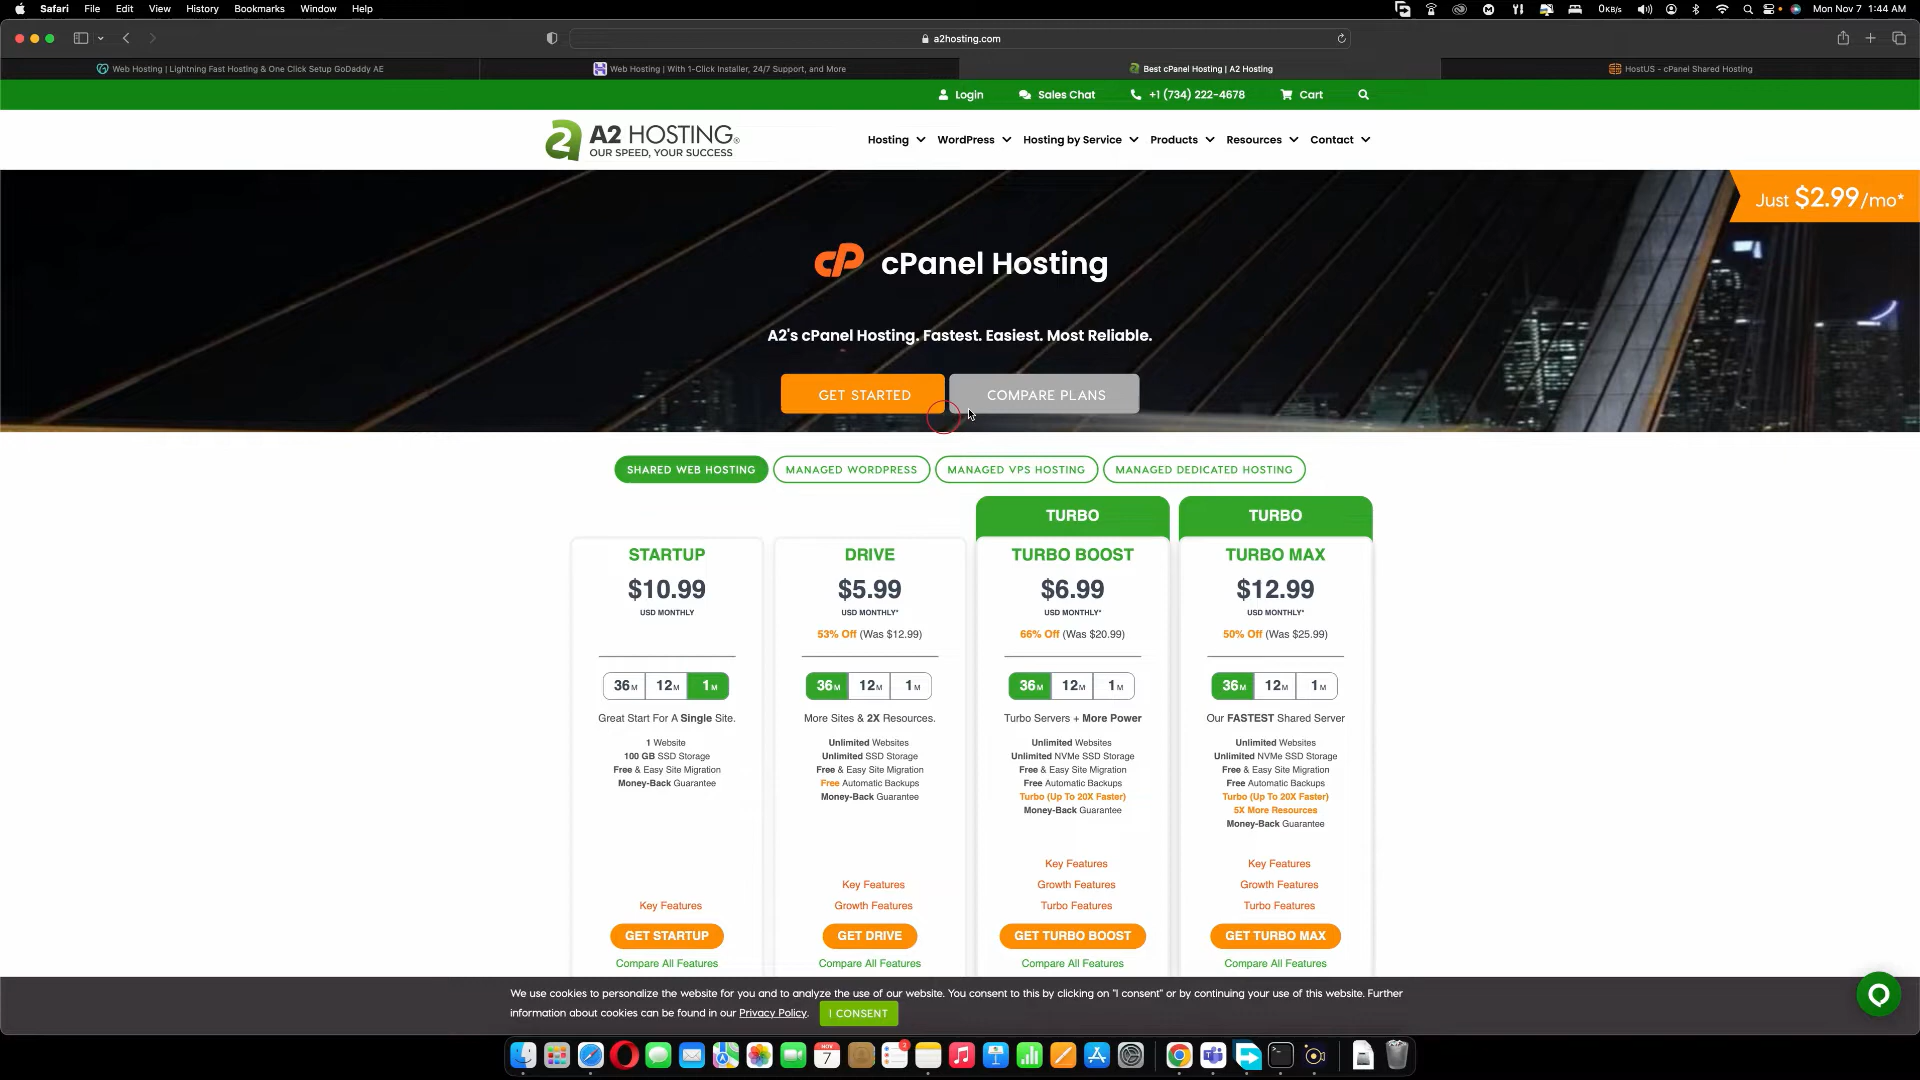 Safari File Edit View History Bookmarks Window Help
0KB/s Mon Nov 7 1:44 AM
a2hosting.com
Web Hosting | Lightning Fast Hosting & One Click Setup GoDaddy AE
Web Hosting | With 1-Click Installer, 24/7 Support, and More
Best cPanel Hosting | A2 Hosting
HostUS - cPanel Shared Hosting
Login Sales Chat +1 (734) 222-4678 Cart
A2 HOSTING®
OUR SPEED, YOUR SUCCESS
Hosting WordPress Hosting by Service Products Resources Contact
Just $2.99/mo*
cP cPanel Hosting
A2's cPanel Hosting. Fastest. Easiest. Most Reliable.
GET STARTED COMPARE PLANS
SHARED WEB HOSTING MANAGED WORDPRESS MANAGED VPS HOSTING MANAGED DEDICATED HOSTING
STARTUP
$10.99
USD MONTHLY
36M 12M 1M
Great Start For A Single Site.
1 Website
100 GB SSD Storage
Free & Easy Site Migration
Money-Back Guarantee
Key Features
GET STARTUP
Compare All Features
DRIVE
$5.99
USD MONTHLY*
53% Off (Was $12.99)
36M 12M 1M
More Sites & 2X Resources.
Unlimited Websites
Unlimited SSD Storage
Free & Easy Site Migration
Free Automatic Backups
Money-Back Guarantee
Key Features
Growth Features
GET DRIVE
Compare All Features
TURBO
TURBO BOOST
$6.99
USD MONTHLY*
66% Off (Was $20.99)
36M 12M 1M
Turbo Servers + More Power
Unlimited Websites
Unlimited NVMe SSD Storage
Free & Easy Site Migration
Free Automatic Backups
Turbo (Up To 20X Faster)
Money-Back Guarantee
Key Features
Growth Features
Turbo Features
GET TURBO BOOST
Compare All Features
TURBO
TURBO MAX
$12.99
USD MONTHLY*
50% Off (Was $25.99)
36M 12M 1M
Our FASTEST Shared Server
Unlimited Websites
Unlimited NVMe SSD Storage
Free & Easy Site Migration
Free Automatic Backups
Turbo (Up To 20X Faster)
5X More Resources
Money-Back Guarantee
Key Features
Growth Features
Turbo Features
GET TURBO MAX
Compare All Features
We use cookies to personalize the website for you and to analyze the use of our website. You consent to this by clicking on "I consent" or by continuing your use of this website. Further
information about cookies can be found in our Privacy Policy. I CONSENT
NOV
7
2